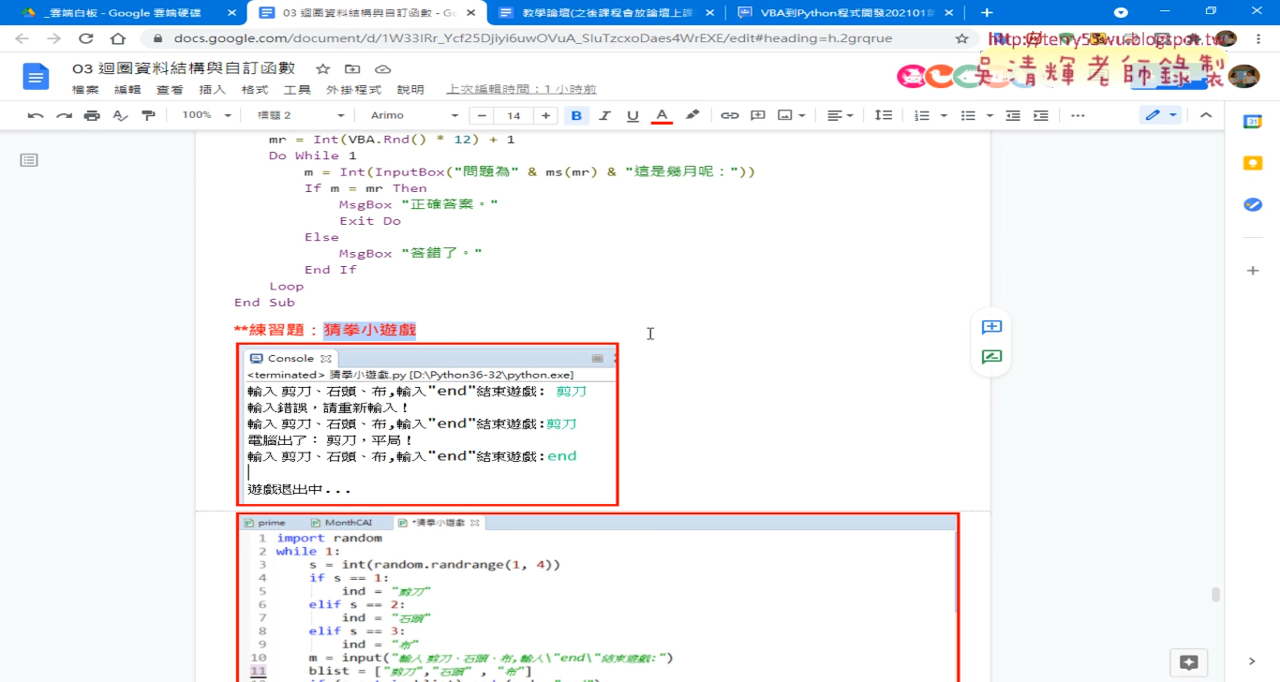 _雲端白板 - Google 雲端硬碟
03 迴圈資料結構與自訂函數 - Go
教學論壇(之後課程會放論壇上課
VBA到Python程式開發202101
docs.google.com/document/d/1W33lRr_Ycf25Djiyi6uwOVuA_SIuTzcxoDaes4WrEXE/edit#heading=h.2grqrue
吳清輝老師錄製
03 迴圈資料結構與自訂函數
檔案 編輯 查看 插入 格式 工具 外掛程式 說明 上次編輯時間：1 小時前
100% 標題 2 Arimo 14 B I U A
mr = Int(VBA.Rnd() * 12) + 1
Do While 1
m = Int(InputBox("問題為" & ms(mr) & "這是幾月呢："))
If m = mr Then
MsgBox "正確答案。"
Exit Do
Else
MsgBox "答錯了。"
End If
Loop
End Sub
**練習題：猜拳小遊戲
Console
<terminated> 猜拳小遊戲.py [D:\Python36-32\python.exe]
輸入 剪刀、石頭、布,輸入"end"結束遊戲: 剪刀
輸入錯誤，請重新輸入！
輸入 剪刀、石頭、布,輸入"end"結束遊戲:剪刀
電腦出了： 剪刀，平局！
輸入 剪刀、石頭、布,輸入"end"結束遊戲:end
遊戲退出中...
prime MonthCAI *猜拳小遊戲
1 import random
2 while 1:
3 s = int(random.randrange(1, 4))
4 if s == 1:
5 ind = "剪刀"
6 elif s == 2:
7 ind = "石頭"
8 elif s == 3:
9 ind = "布"
10 m = input("輸入 剪刀、石頭、布,輸入\"end\"結束遊戲:")
11 blist = ["剪刀","石頭" , "布"]